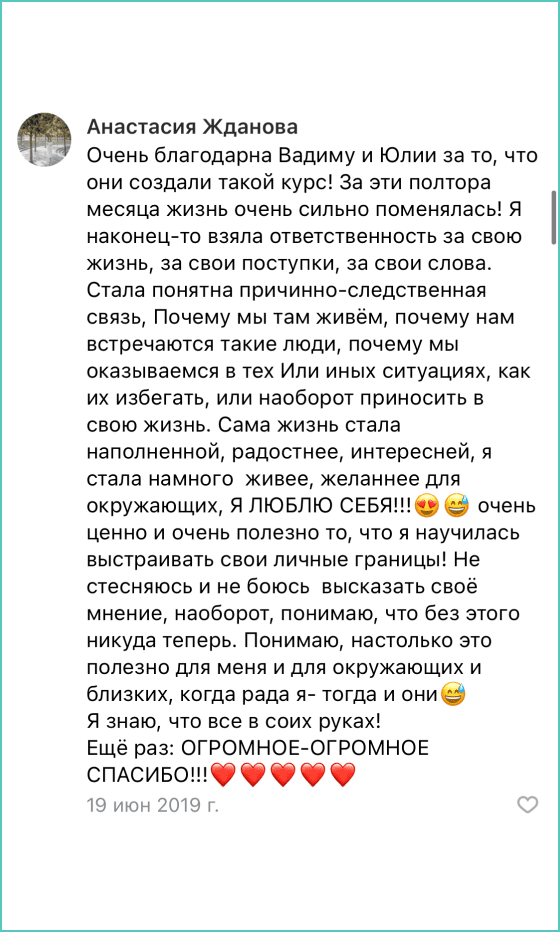 Анастасия Жданова
Очень благодарна Вадиму и Юлии за то, что
они создали такой курс! За эти полтора
месяца жизнь очень сильно поменялась! Я
наконец-то взяла ответственность за свою
жизнь, за свои поступки, за свои слова.
Стала понятна причинно-следственная
связь, Почему мы там живём, почему нам
встречаются такие люди, почему мы
оказываемся в тех Или иных ситуациях, как
их избегать, или наоборот приносить в
свою жизнь. Сама жизнь стала
наполненной, радостнее, интересней, я
стала намного  живее, желаннее для
окружающих, Я ЛЮБЛЮ СЕБЯ!!!😍😅 очень
ценно и очень полезно то, что я научилась
выстраивать свои личные границы! Не
стесняюсь и не боюсь  высказать своё
мнение, наоборот, понимаю, что без этого
никуда теперь. Понимаю, настолько это
полезно для меня и для окружающих и
близких, когда рада я- тогда и они😅
Я знаю, что все в соих руках!
Ещё раз: ОГРОМНОЕ-ОГРОМНОЕ
СПАСИБО!!!❤️❤️❤️❤️❤️
19 июн 2019 г.